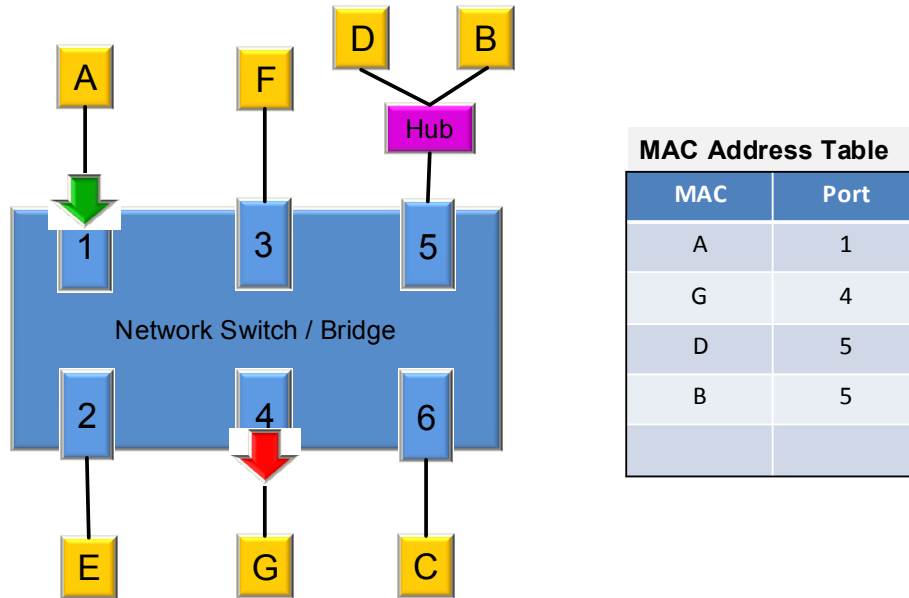 D B
A F
Hub
MAC Address Table
MAC Port
1 3 5
A 1
G 4
Network Switch / Bridge
D 5
B 5
2 4 6
E G C